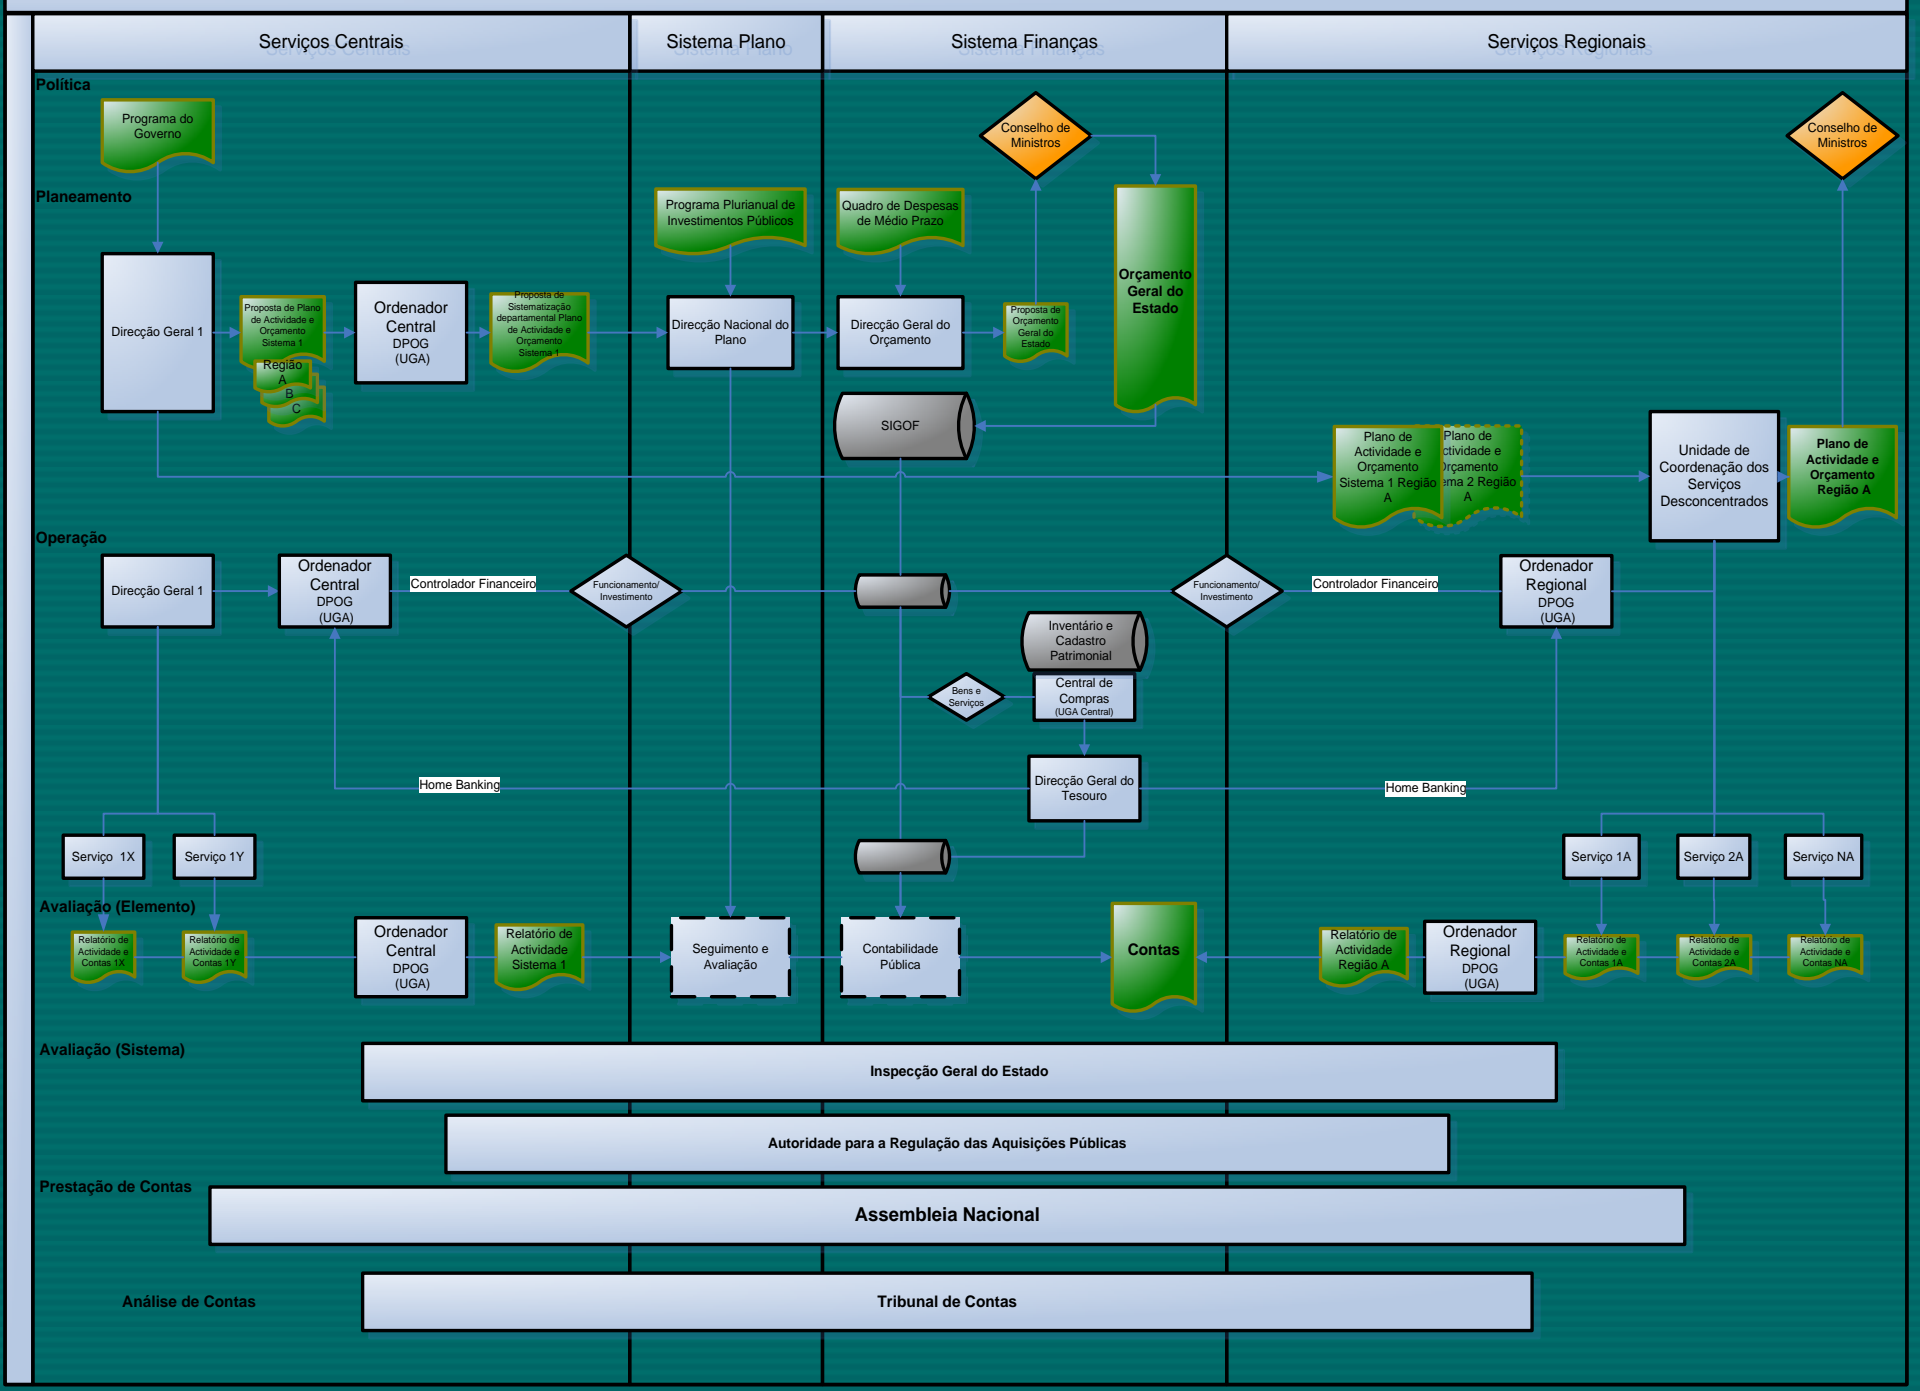 Serviços Centrais
Sistema Plano
Sistema Finanças
Serviços Regionais
Política
Programa do
Governo
Conselho de
Ministros
Conselho de
Ministros
Planeamento
Programa Plurianual de
Investimentos Públicos
Quadro de Despesas
de Médio Prazo
Orçamento
Geral do
Estado
Direcção Geral 1
Proposta de Plano
de Actividade e
Orçamento
Sistema 1
Região
A
B
C
Ordenador
Central
DPOG
(UGA)
Proposta de
Sistematização
departamental Plano
de Actividade e
Orçamento
Sistema 1
Direcção Nacional do
Plano
Direcção Geral do
Orçamento
Proposta de
Orçamento
Geral do
Estado
SIGOF
Plano de
Actividade e
Orçamento
Sistema 1 Região
A
Plano de
ctividade e
Orçamento
ema 2 Região
A
Unidade de
Coordenação dos
Serviços
Desconcentrados
Plano de
Actividade e
Orçamento
Região A
Operação
Direcção Geral 1
Ordenador
Central
DPOG
(UGA)
Controlador Financeiro
Funcionamento/
Investimento
Funcionamento/
Investimento
Controlador Financeiro
Ordenador
Regional
DPOG
(UGA)
Inventário e
Cadastro
Patrimonial
Bens e
Serviços
Central de
Compras
(UGA Central)
Home Banking
Direcção Geral do
Tesouro
Home Banking
Serviço 1X
Serviço 1Y
Serviço 1A
Serviço 2A
Serviço NA
Avaliação (Elemento)
Relatório de
Actividade e
Contas 1X
Relatório de
Actividade e
Contas 1Y
Ordenador
Central
DPOG
(UGA)
Relatório de
Actividade
Sistema 1
Seguimento e
Avaliação
Contabilidade
Pública
Contas
Relatório de
Actividade
Região A
Ordenador
Regional
DPOG
(UGA)
Relatório de
Actividade e
Contas 1A
Relatório de
Actividade e
Contas 2A
Relatório de
Actividade e
Contas NA
Avaliação (Sistema)
Inspecção Geral do Estado
Autoridade para a Regulação das Aquisições Públicas
Prestação de Contas
Assembleia Nacional
Análise de Contas
Tribunal de Contas